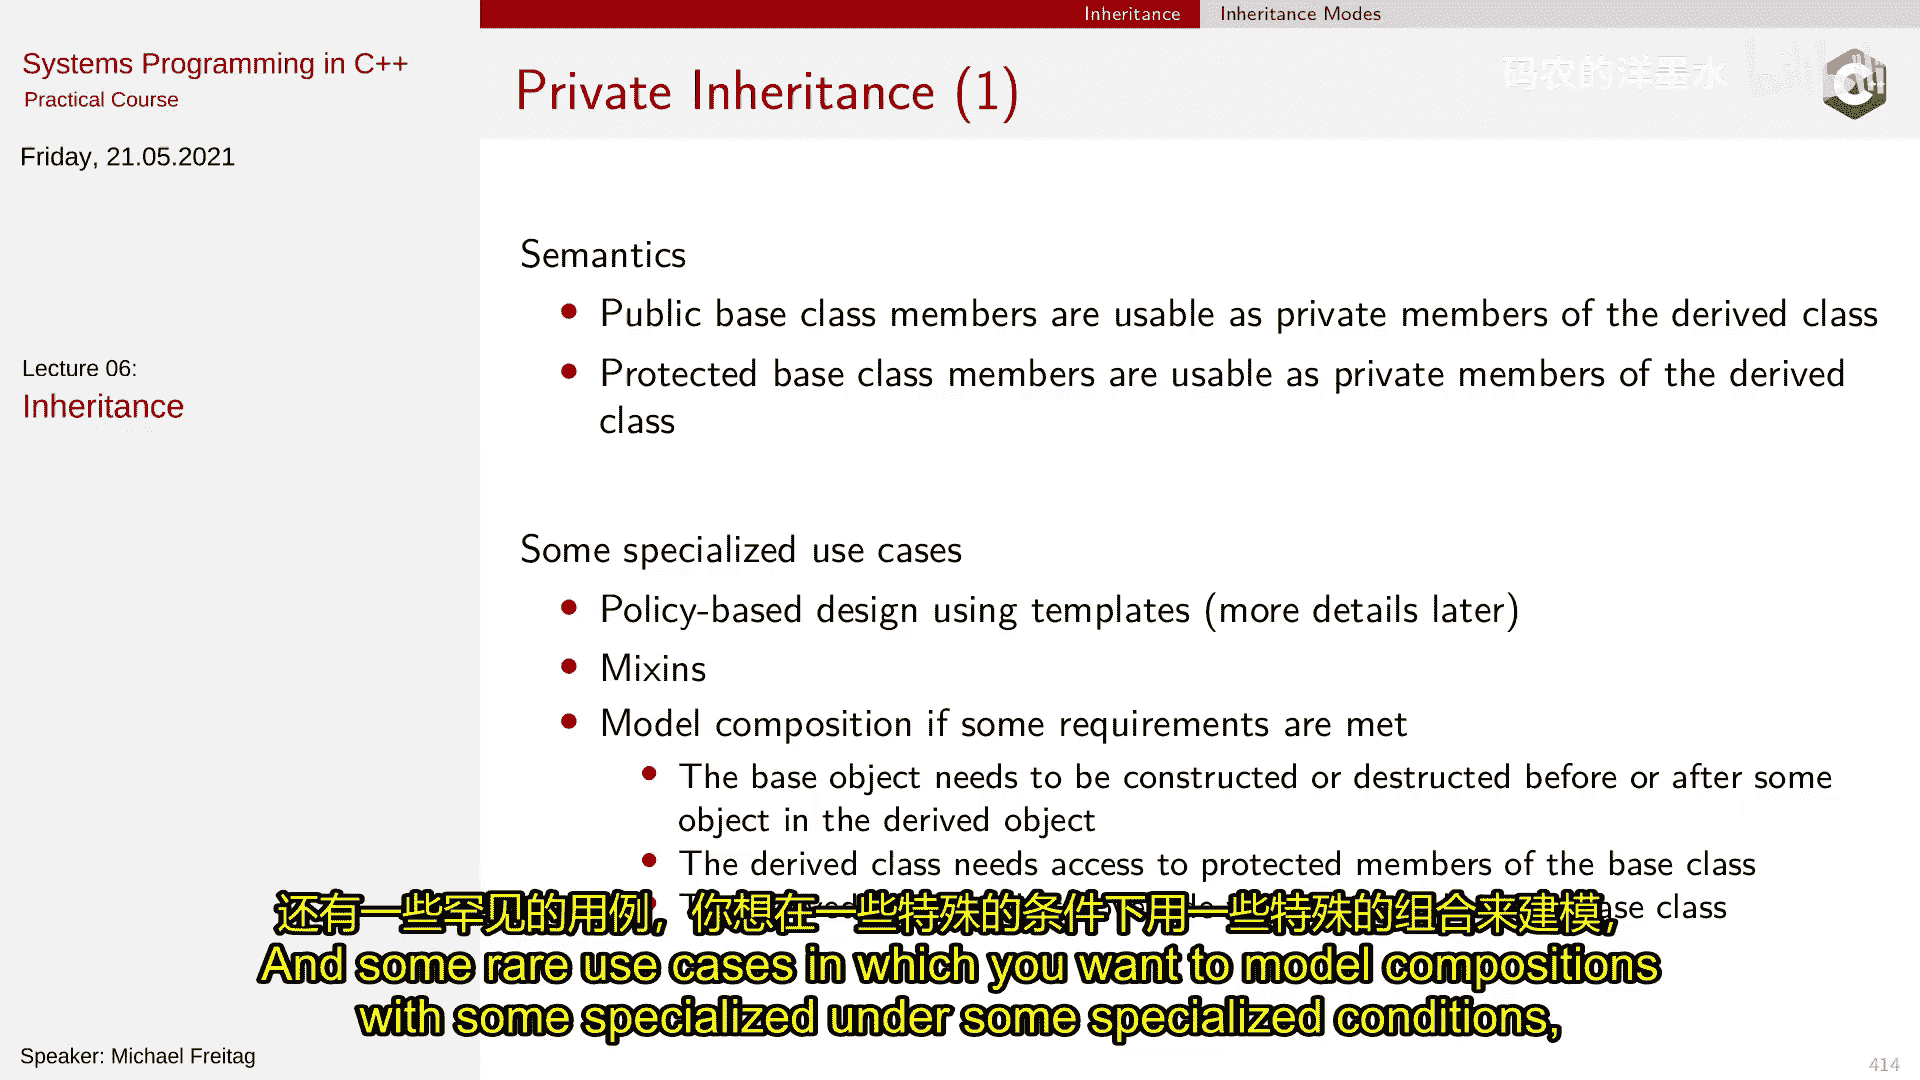 Inheritance
Inheritance Modes
Systems Programming in C++
Practical Course
Friday, 21.05.2021
Lecture 06:
Inheritance
Speaker: Michael Freitag
Private Inheritance (1)
码农的洋墨水
Semantics
Public base class members are usable as private members of the derived class
Protected base class members are usable as private members of the derived
class
Some specialized use cases
Policy-based design using templates (more details later)
Mixins
Model composition if some requirements are met
The base object needs to be constructed or destructed before or after some
object in the derived object
The derived class needs access to protected members of the base class
class
还有一些罕见的用例，你想在一些特殊的条件下用一些特殊的组合来建模，
And some rare use cases in which you want to model compositions
with some specialized under some specialized conditions,
414